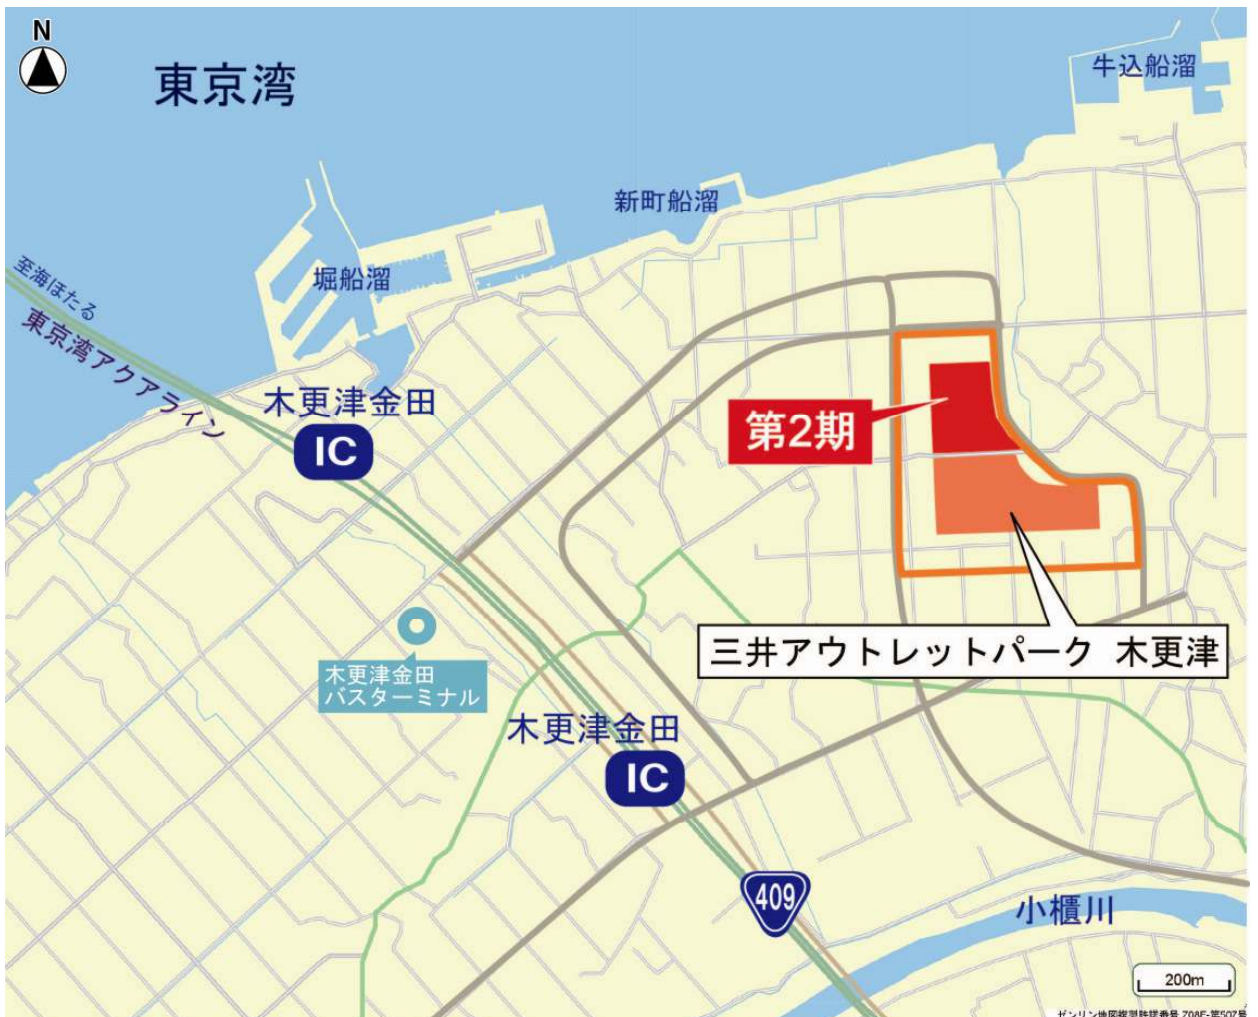 N
東京湾
牛込船溜
新町船溜
堀船溜
至海ほたる
東京湾アクアライン
木更津金田
IC
第2期
三井アウトレットパーク 木更津
木更津金田
バスターミナル
木更津金田
IC
409
小櫃川
200m